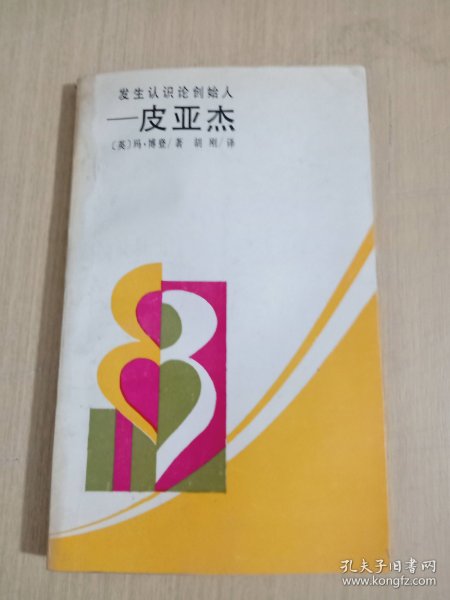 发生认识论创始人
—皮亚杰
〔英〕玛·博登/著 胡刚/译
孔夫子旧书网
www.kongfz.com